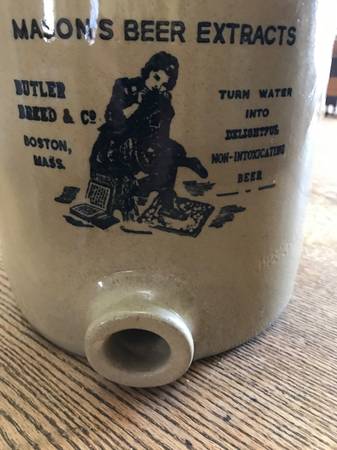 MASON'S BEER EXTRACTS
BUTLER
BREED & Co.
BOSTON,
MASS.
TURN WATER
INTO
DELIGHTFUL
NON-INTOXICATING
BEER